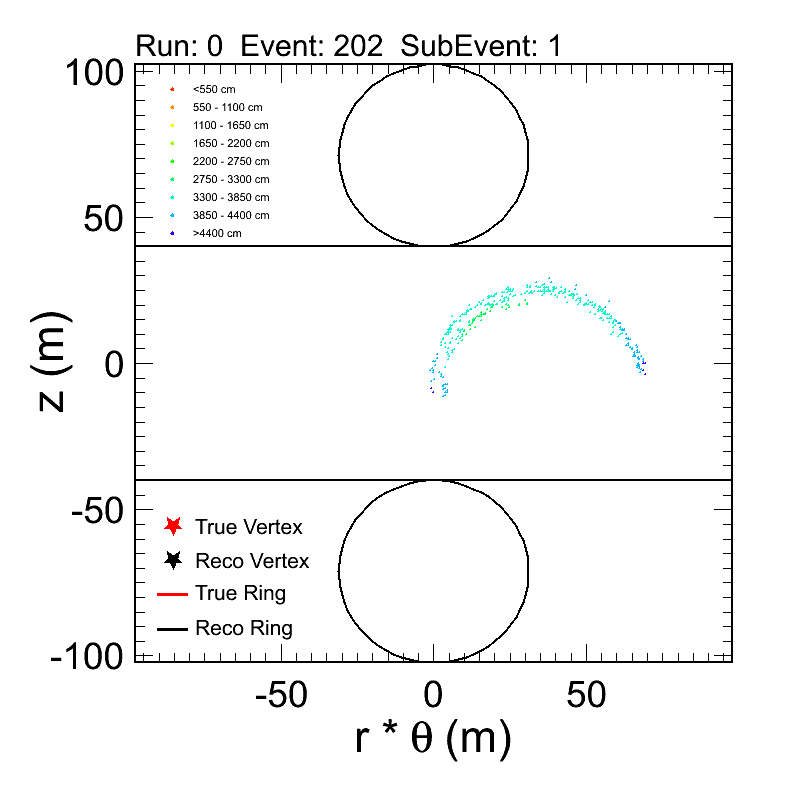 Run: 0  Event: 202  SubEvent: 1
100
<550 cm
550 - 1100 cm
1100 - 1650 cm
1650 - 2200 cm
2200 - 2750 cm
2750 - 3300 cm
3300 - 3850 cm
3850 - 4400 cm
>4400 cm
50
0
-50
-100
z (m)
True Vertex
Reco Vertex
True Ring
Reco Ring
-50 0 50
r * θ (m)